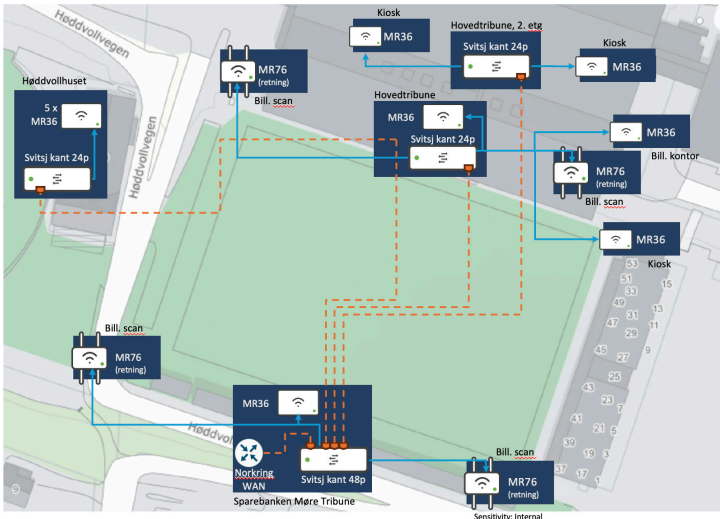 Høddvollvegen
Kiosk
MR36
Hovedtribune, 2. etg
Svitsj kant 24p
Kiosk
MR36
Høddvollhuset
5 x
MR36
Svitsj kant 24p
MR76
(retning)
Bill. scan
Høddvollvegen
Hovedtribune
MR36
Svitsj kant 24p
MR36
Bill. kontor
MR76
(retning)
Bill. scan
MR36
Kiosk
53
51
33
15
49
31
13
47
11
45
27
9
25
43
23
7
41
21
5
39
19
3
37
17
1
Bill. scan
MR76
(retning)
Høddvoll
MR36
Norkring
WAN
Svitsj kant 48p
Sparebanken Møre Tribune
Bill. scan
MR76
(retning)
Sensitivity: Internal
9